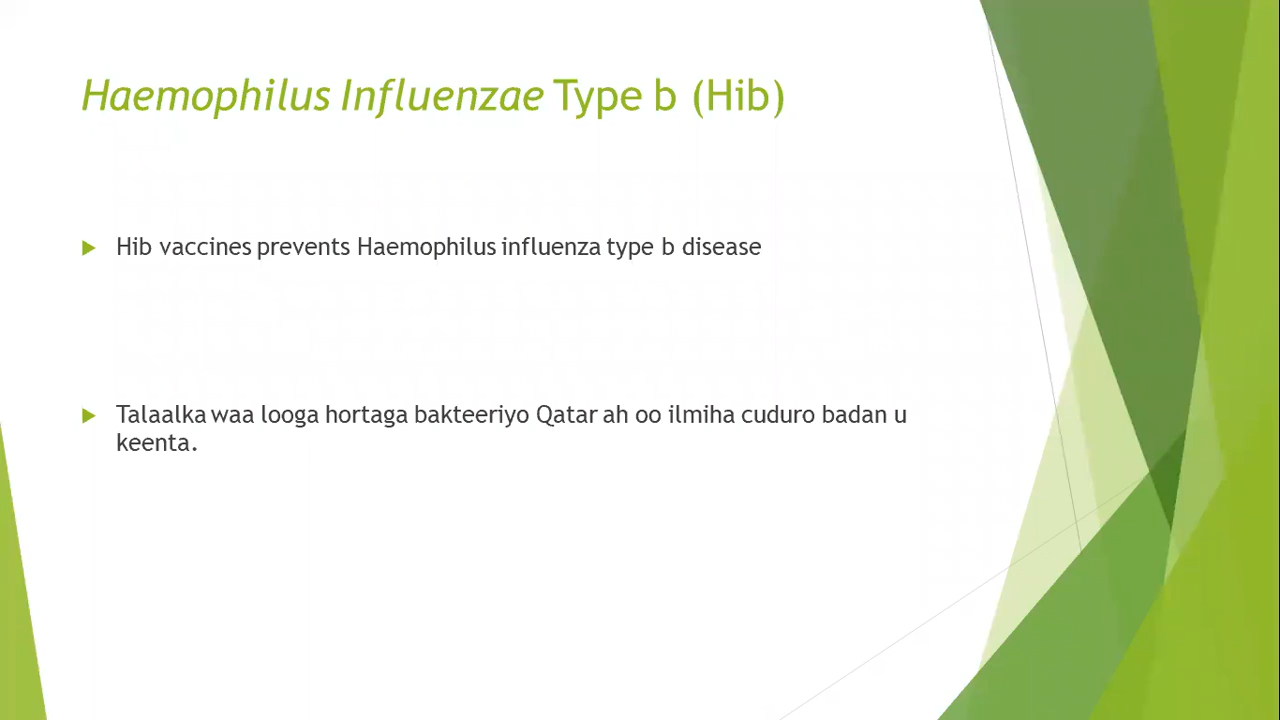 Haemophilus Influenzae Type b (Hib)
Hib vaccines prevents Haemophilus influenza type b disease
Talaalka waa looga hortaga bakteeriyo Qatar ah oo ilmiha cuduro badan u
keenta.